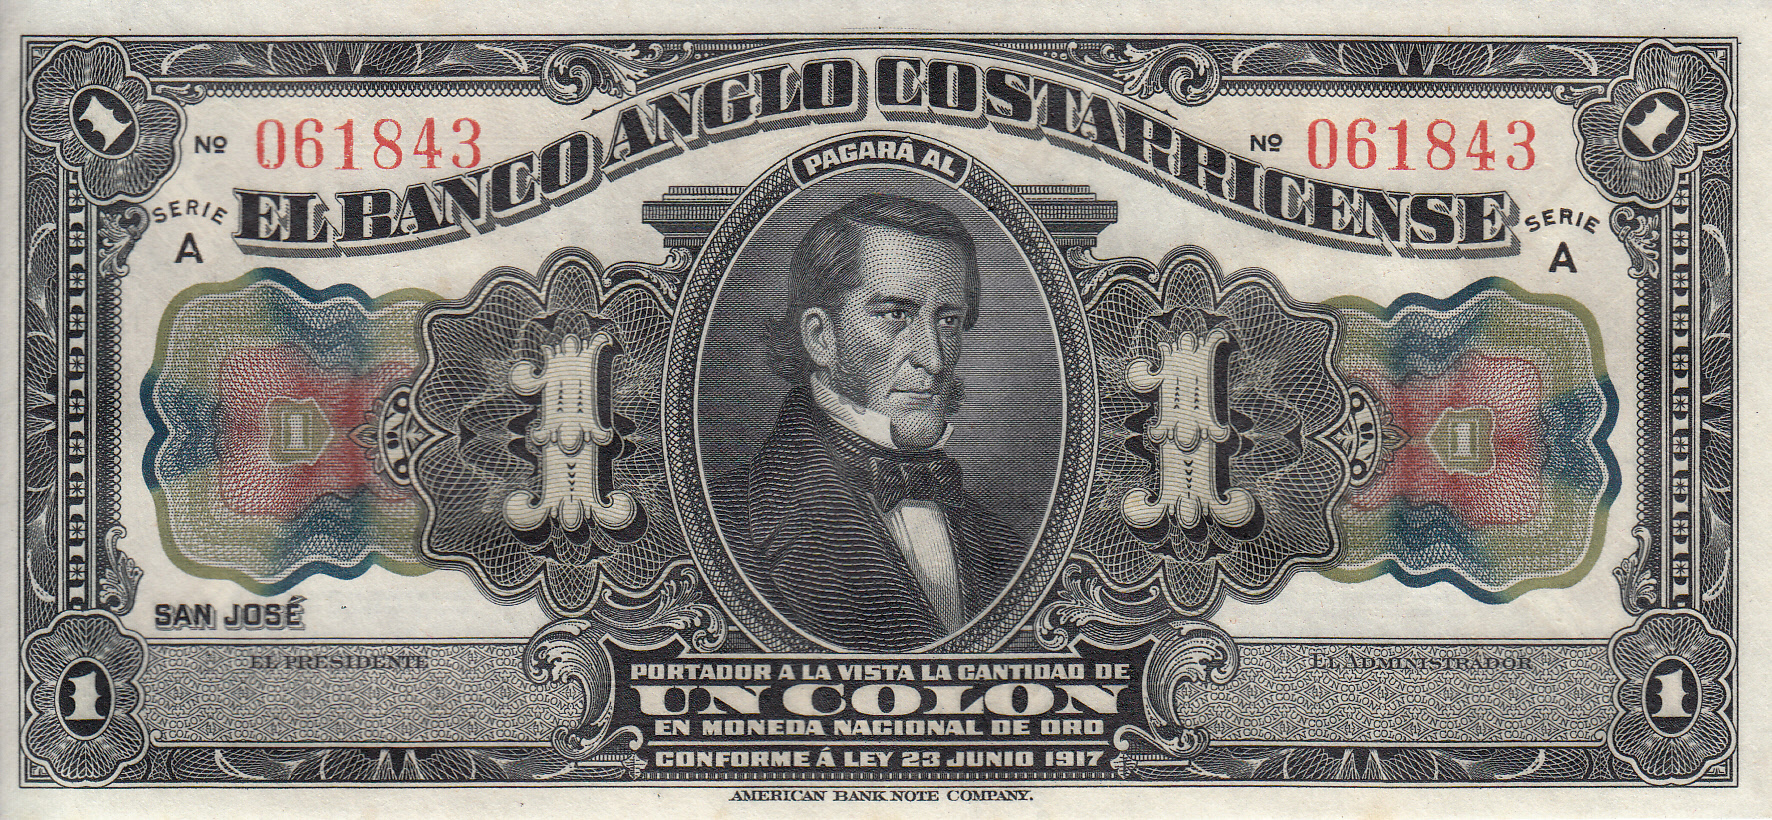 EL BANCO ANGLO COSTARRICENSE
Nº 061843
Nº 061843
SERIE
A
SERIE
A
PAGARÁ AL
1
1
1
1
1
1
SAN JOSÉ
EL PRESIDENTE
EL ADMINISTRADOR
PORTADOR A LA VISTA LA CANTIDAD DE
UN COLON
EN MONEDA NACIONAL DE ORO
CONFORME Á LEY 23 JUNIO 1917
1
1
AMERICAN BANK NOTE COMPANY.